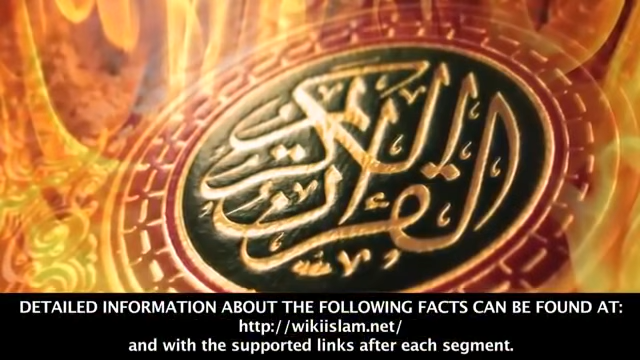 القرآن الكريم
DETAILED INFORMATION ABOUT THE FOLLOWING FACTS CAN BE FOUND AT:
http://wikiislam.net/
and with the supported links after each segment.